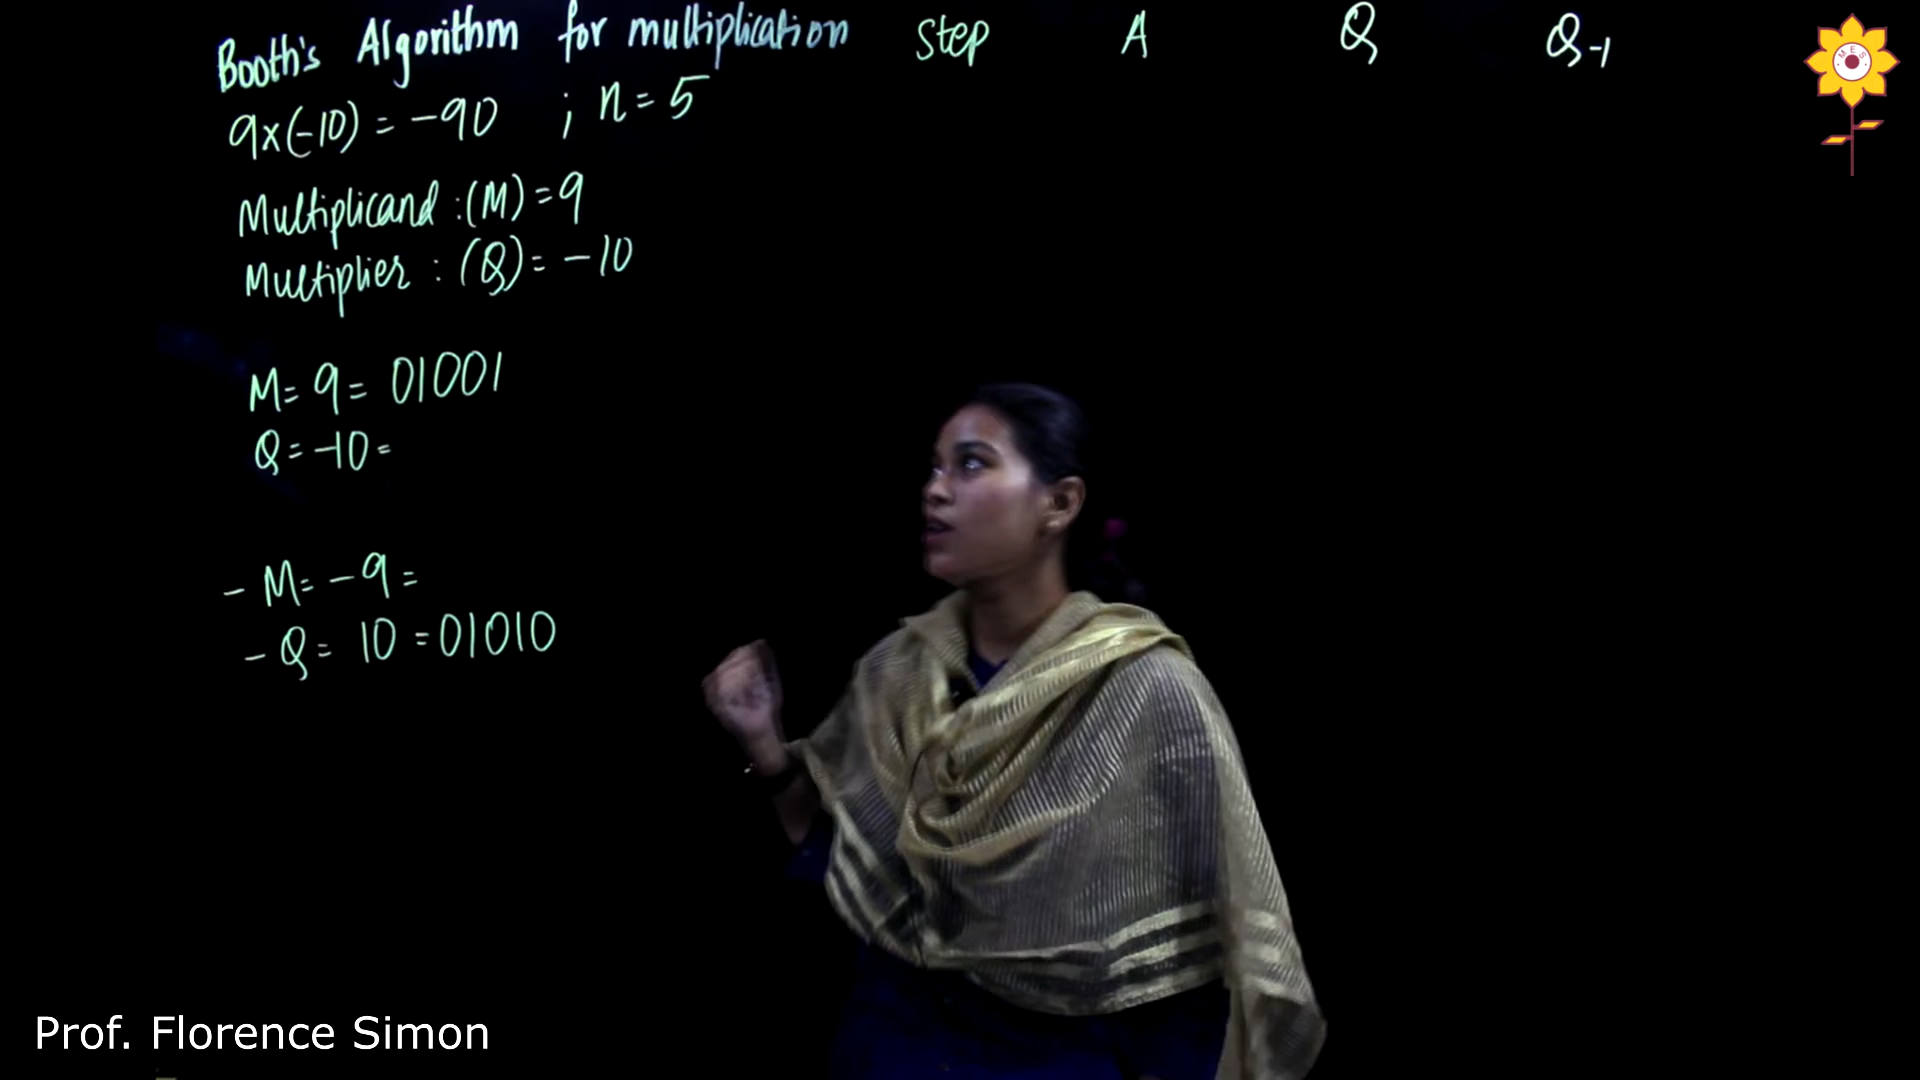 Booth's Algorithm for multiplication
9x(-10) = -90 ; n = 5
Multiplicand : (M) = 9
Multiplier : (Q) = -10
M = 9 = 01001
Q = -10 =
- M = - 9 =
- Q = 10 = 01010
Step A Q Q-1
MES
Prof. Florence Simon